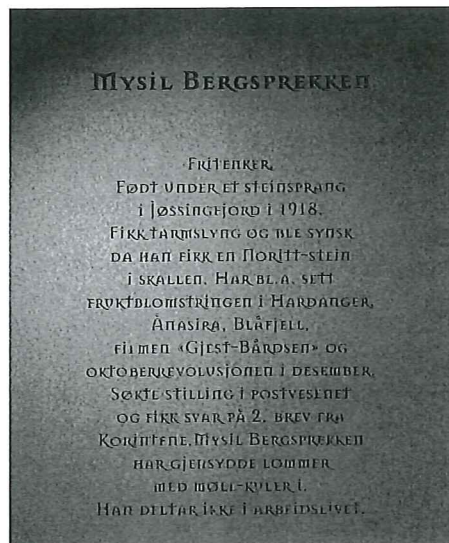 MYSIL BERGSPREKKEN
FRITENKER,
FØDT UNDER ET STEINSPRANG
I JØSSINGFJORD I 1918.
FIKK TARMSLYNG OG BLE SYNSK
DA HAN FIKK EN NORITT-STEIN
I SKALLEN. HAR BL.A. SETT
FRUKTBLOMSTRINGEN I HARDANGER,
ÅNASIRA, BLÅFJELL,
FILMEN «GJEST-BÅRDSEN» OG
OKTOBERREVOLUSJONEN I DESEMBER.
SØKTE STILLING I POSTVESENET
OG FIKK SVAR PÅ 2. BREV FRA
KORINTENE. MYSIL BERGSPREKKEN
HAR GJENSYDDE LOMMER
MED MØLL-KULER I.
HAN DELTAR IKKE I ARBEIDSLIVET.